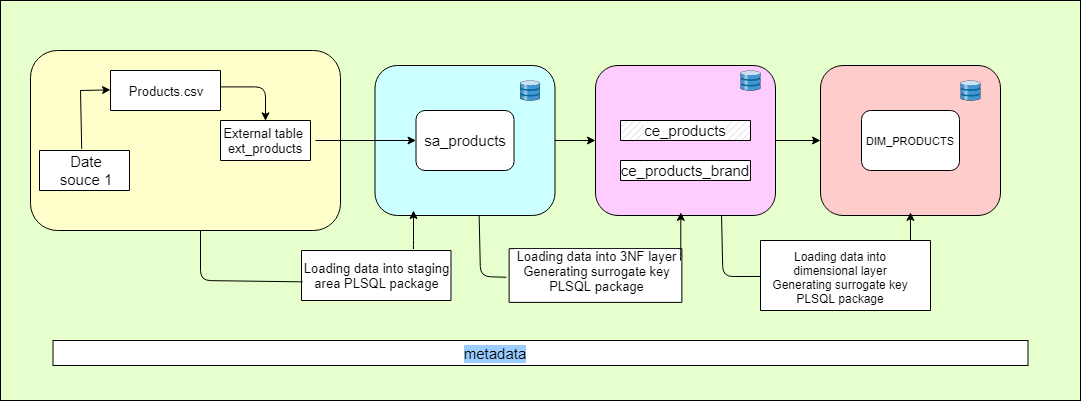 Products.csv
External table
ext_products
Date
souce 1
sa_products
ce_products
ce_products_brand
DIM_PRODUCTS
Loading data into staging
area PLSQL package
Loading data into 3NF layer
Generating surrogate key
PLSQL package
Loading data into
dimensional layer
Generating surrogate key
PLSQL package
metadata